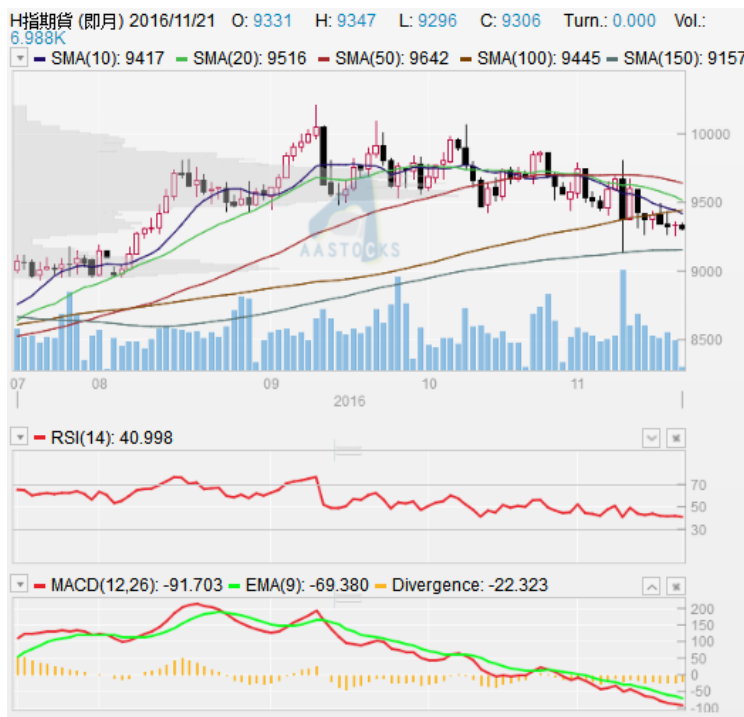 H指期貨 (即月) 2016/11/21 O: 9331 H: 9347 L: 9296 C: 9306 Turn.: 0.000 Vol.:
6.988K
SMA(10): 9417 SMA(20): 9516 SMA(50): 9642 SMA(100): 9445 SMA(150): 9157
10000
9500
AASTOCKS
9000
8500
07 08 09 10 11
2016
RSI(14): 40.998
70
50
30
MACD(12,26): -91.703 EMA(9): -69.380 Divergence: -22.323
200
150
100
50
0
-50
-100